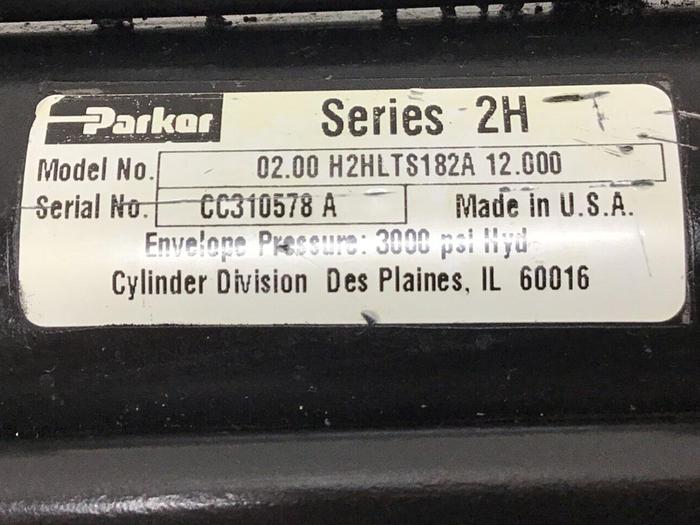 Parker Series 2H
Model No. 02.00 H2HLTS182A 12.000
Serial No. CC310578 A Made in U.S.A.
Envelope Pressure: 3000 psi Hyd
Cylinder Division Des Plaines, IL 60016